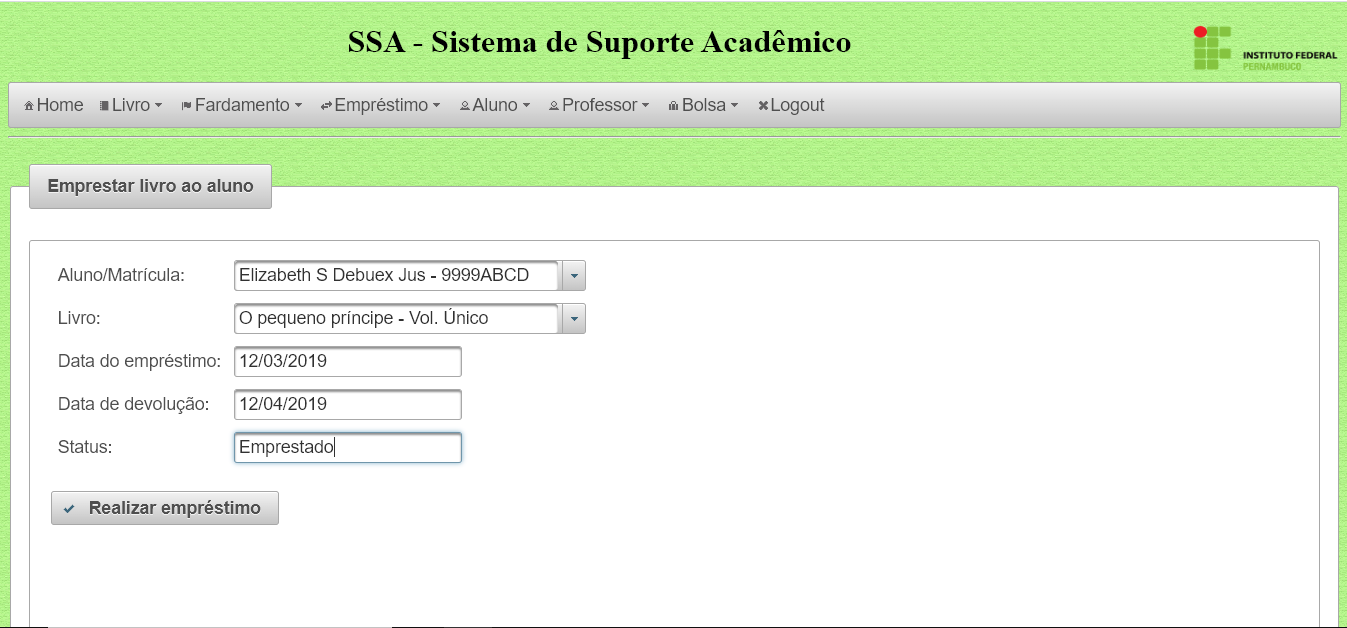 SSA - Sistema de Suporte Acadêmico
INSTITUTO FEDERAL
PERNAMBUCO
Home Livro Fardamento Empréstimo Aluno Professor Bolsa Logout
Emprestar livro ao aluno
Aluno/Matrícula: Elizabeth S Debuex Jus - 9999ABCD
Livro: O pequeno príncipe - Vol. Único
Data do empréstimo: 12/03/2019
Data de devolução: 12/04/2019
Status: Emprestado
Realizar empréstimo